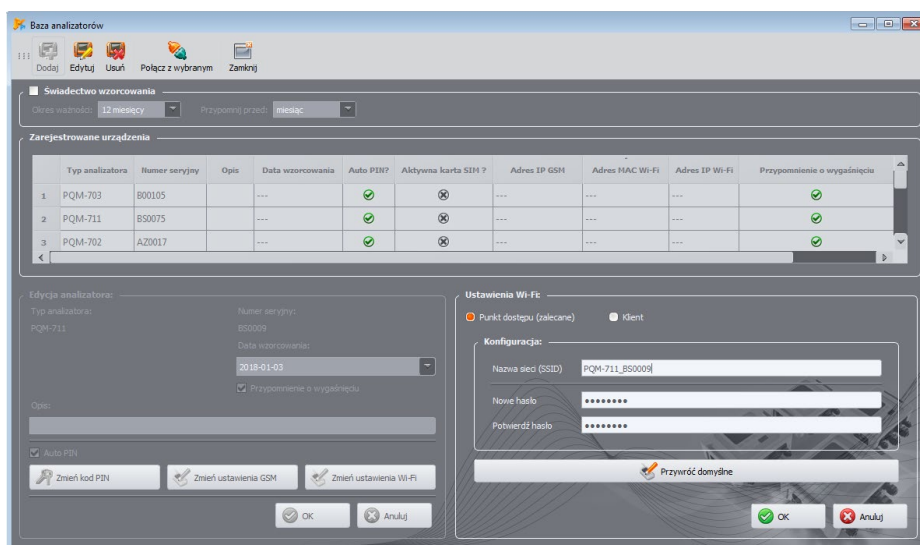 Baza analizatorów
Dodaj Edytuj Usuń Połącz z wybranym Zamknij
Świadectwo wzorcowania
Okres ważności: 12 miesięcy Przypomnij przed: miesiąc
Zarejestrowane urządzenia
Typ analizatora Numer seryjny Opis Data wzorcowania Auto PIN? Aktywna karta SIM ? Adres IP GSM Adres MAC Wi-Fi Adres IP Wi-Fi Przypomnienie o wygaśnięciu
1 PQM-703 B00105 --- --- --- ---
2 PQM-711 BS0075 --- --- --- ---
3 PQM-702 AZ0017 --- --- --- ---
Edycja analizatora:
Typ analizatora: Numer seryjny:
PQM-711 BS0009
Data wzorcowania:
2018-01-03
Przypomnienie o wygaśnięciu
Opis:
Auto PIN
Zmień kod PIN Zmień ustawienia GSM Zmień ustawienia Wi-Fi
OK Anuluj
Ustawienia Wi-Fi:
Punkt dostępu (zalecane) Klient
Konfiguracja:
Nazwa sieci (SSID) PQM-711_BS0009
Nowe hasło ••••••••
Potwierdź hasło ••••••••
Przywróć domyślne
OK Anuluj